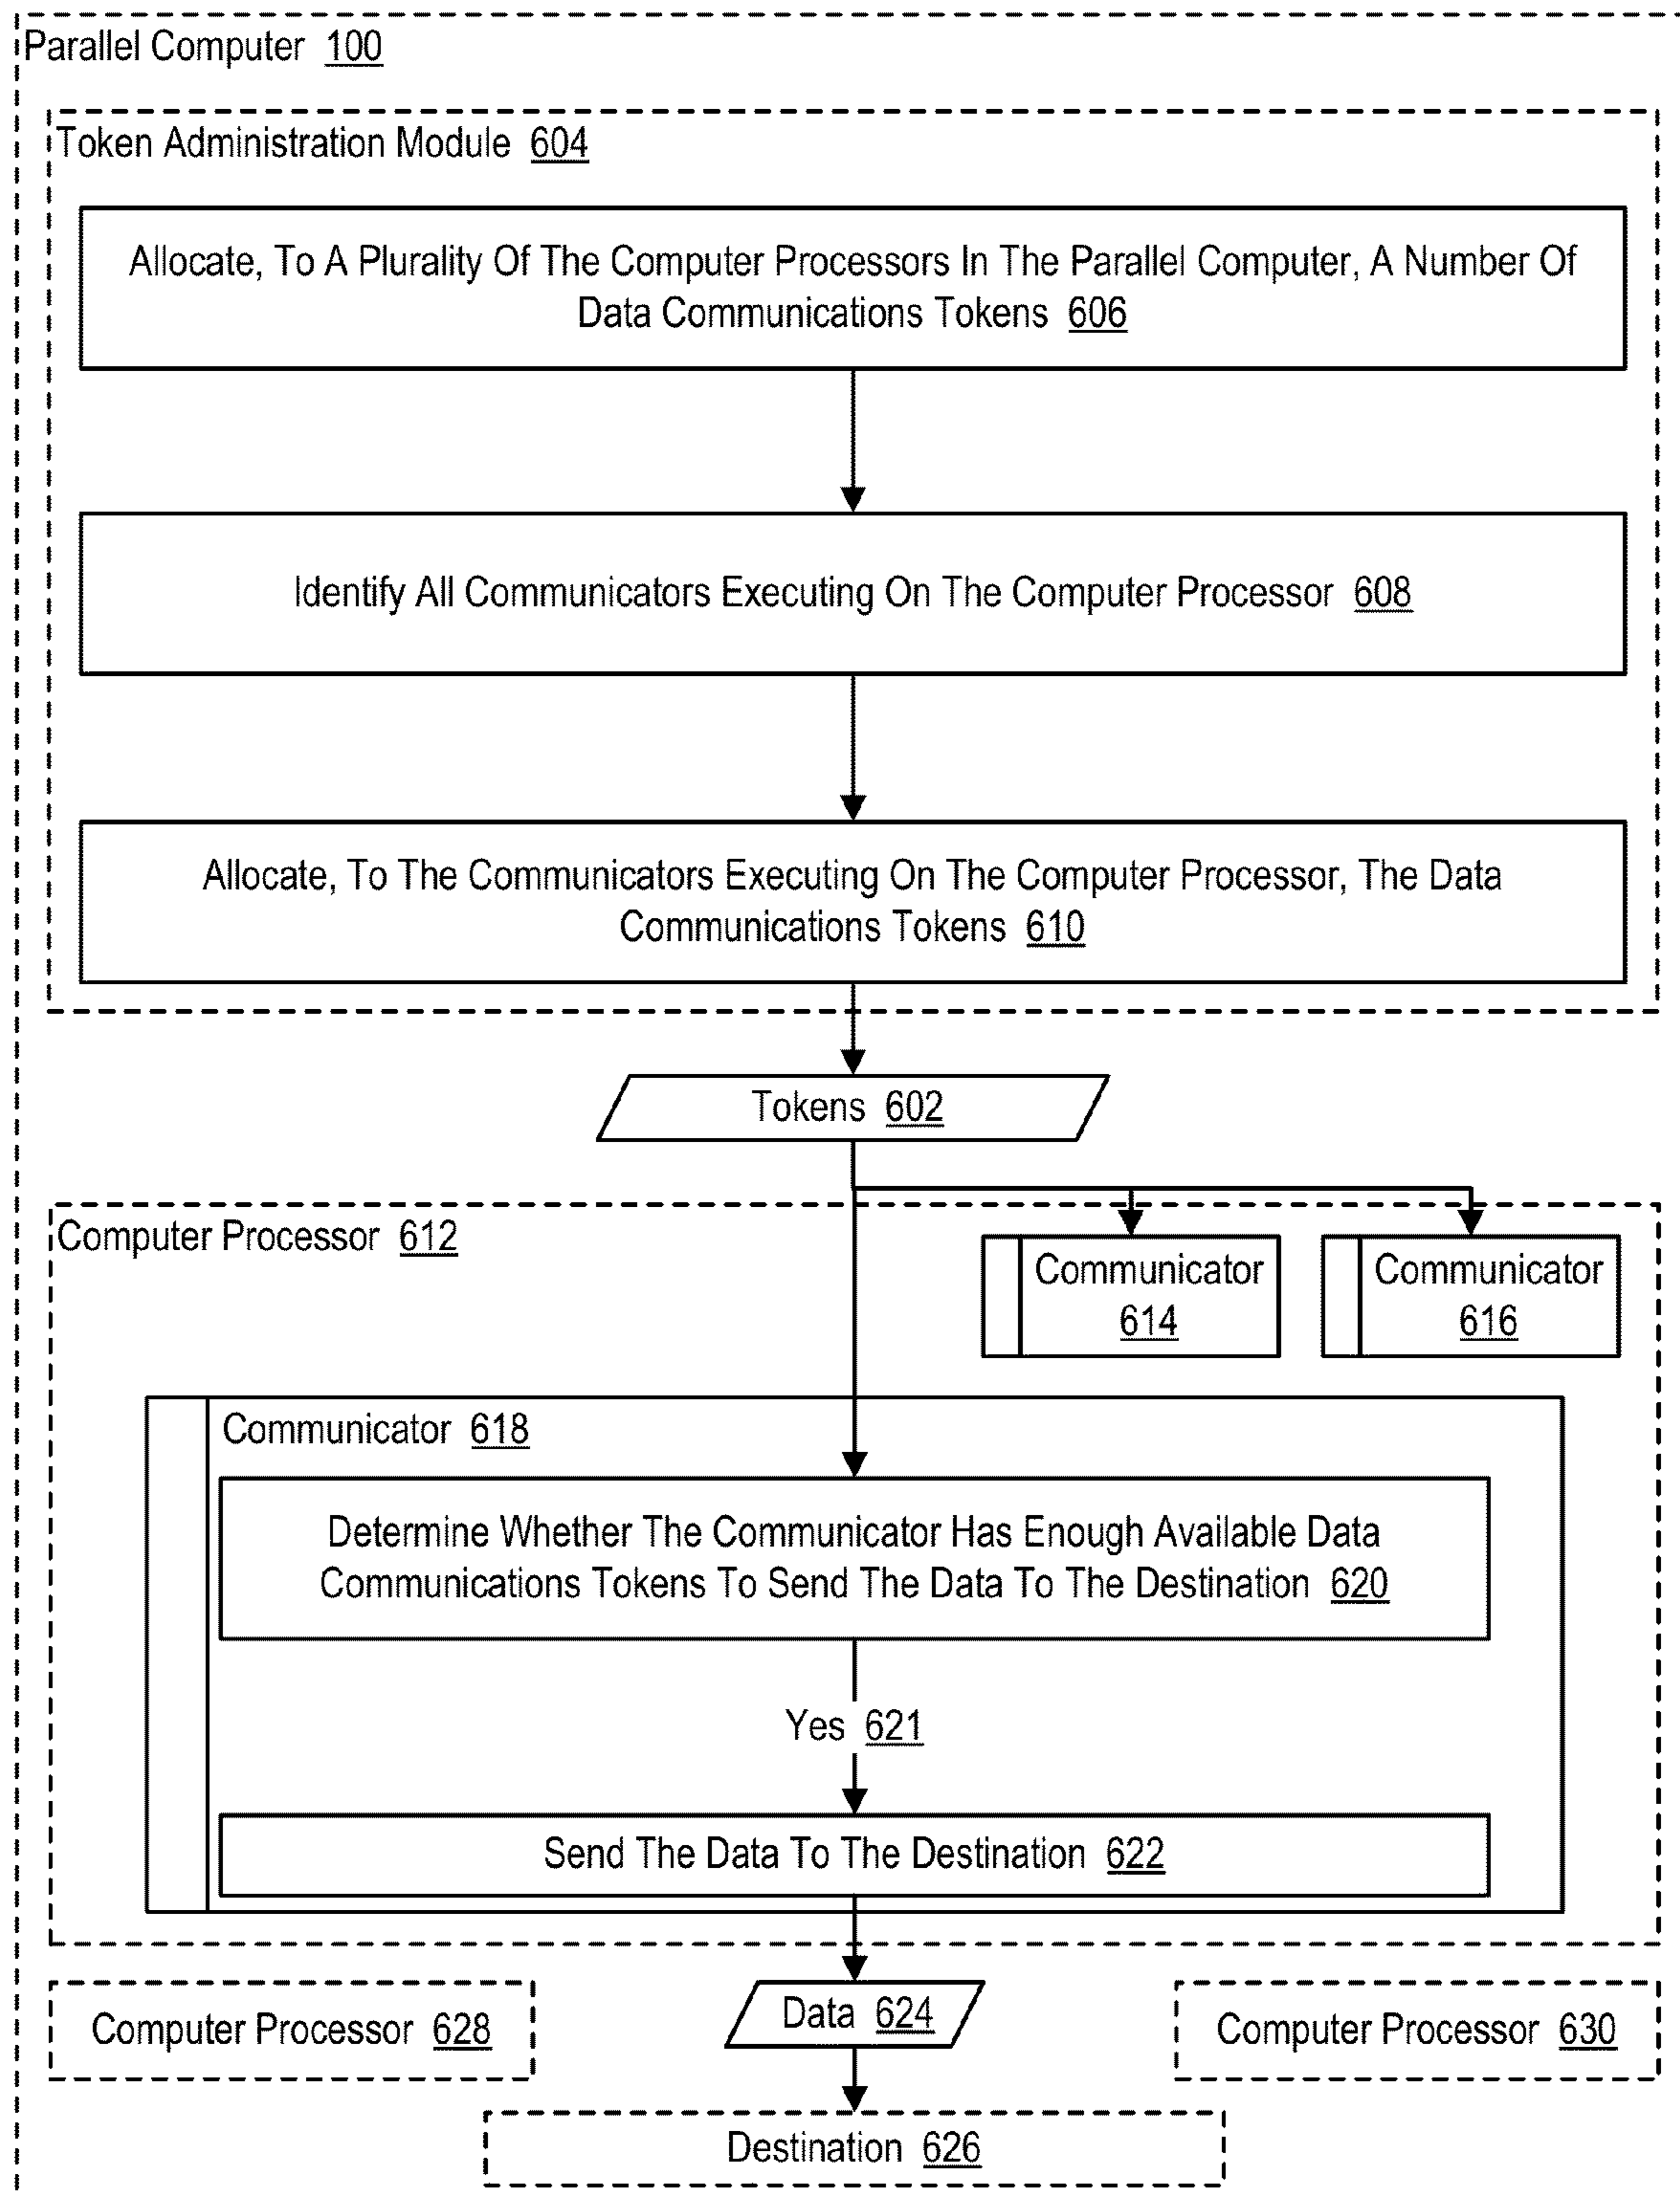 Parallel Computer 100
Token Administration Module 604
Allocate, To A Plurality Of The Computer Processors In The Parallel Computer, A Number Of
Data Communications Tokens 606
Identify All Communicators Executing On The Computer Processor 608
Allocate, To The Communicators Executing On The Computer Processor, The Data
Communications Tokens 610
Tokens 602
Computer Processor 612
Communicator
614
Communicator
616
Communicator 618
Determine Whether The Communicator Has Enough Available Data
Communications Tokens To Send The Data To The Destination 620
Yes 621
Send The Data To The Destination 622
Computer Processor 628
Data 624
Computer Processor 630
Destination 626